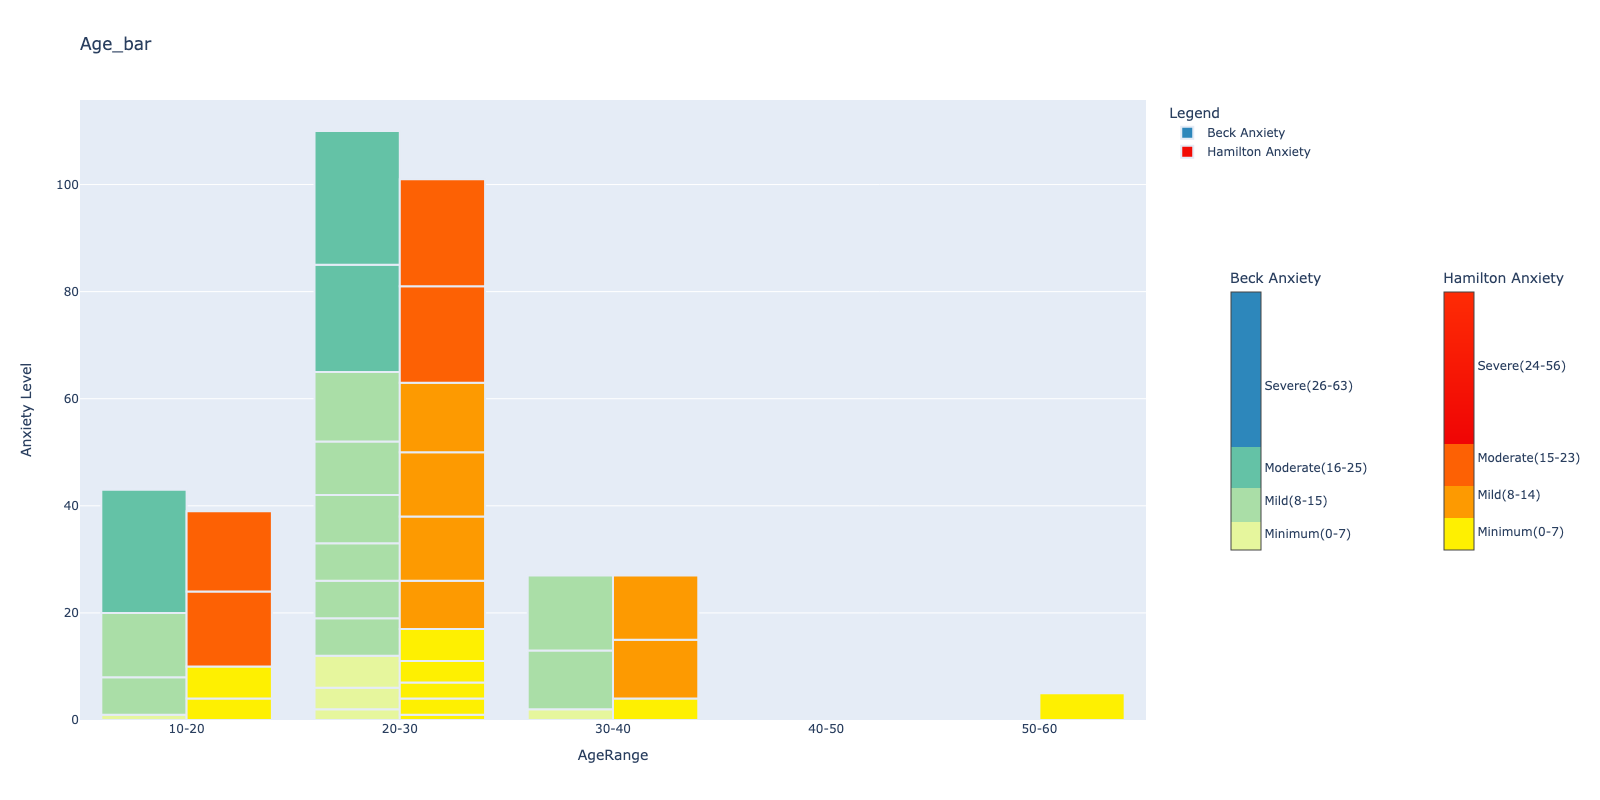 Age_bar
Legend
Beck Anxiety
Hamilton Anxiety
Anxiety Level
100
80
60
40
20
0
10-20
20-30
30-40
40-50
50-60
AgeRange
Beck Anxiety
Severe(26-63)
Moderate(16-25)
Mild(8-15)
Minimum(0-7)
Hamilton Anxiety
Severe(24-56)
Moderate(15-23)
Mild(8-14)
Minimum(0-7)